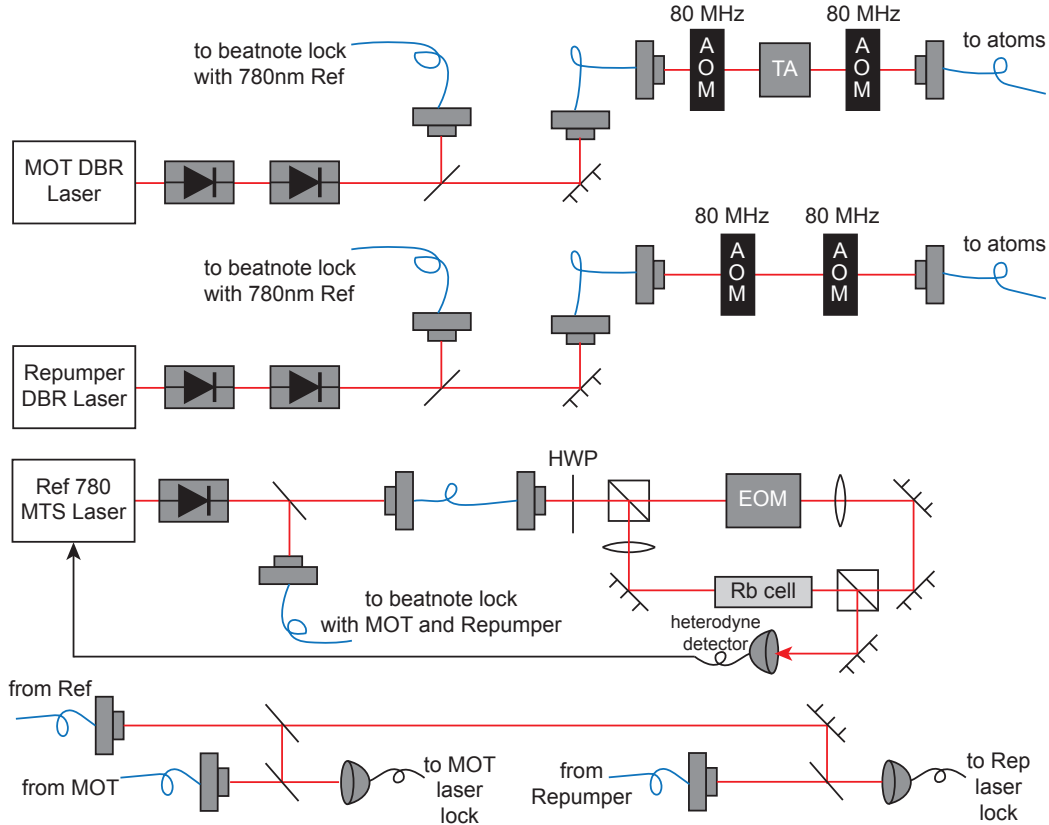 80 MHz
80 MHz
to beatnote lock
with 780nm Ref
to atoms
AOM
TA
AOM
MOT DBR
Laser
80 MHz
80 MHz
to beatnote lock
with 780nm Ref
to atoms
AOM
AOM
Repumper
DBR Laser
HWP
Ref 780
MTS Laser
EOM
Rb cell
to beatnote lock
with MOT and Repumper
heterodyne
detector
from Ref
from MOT
to MOT
laser
lock
from
Repumper
to Rep
laser
lock